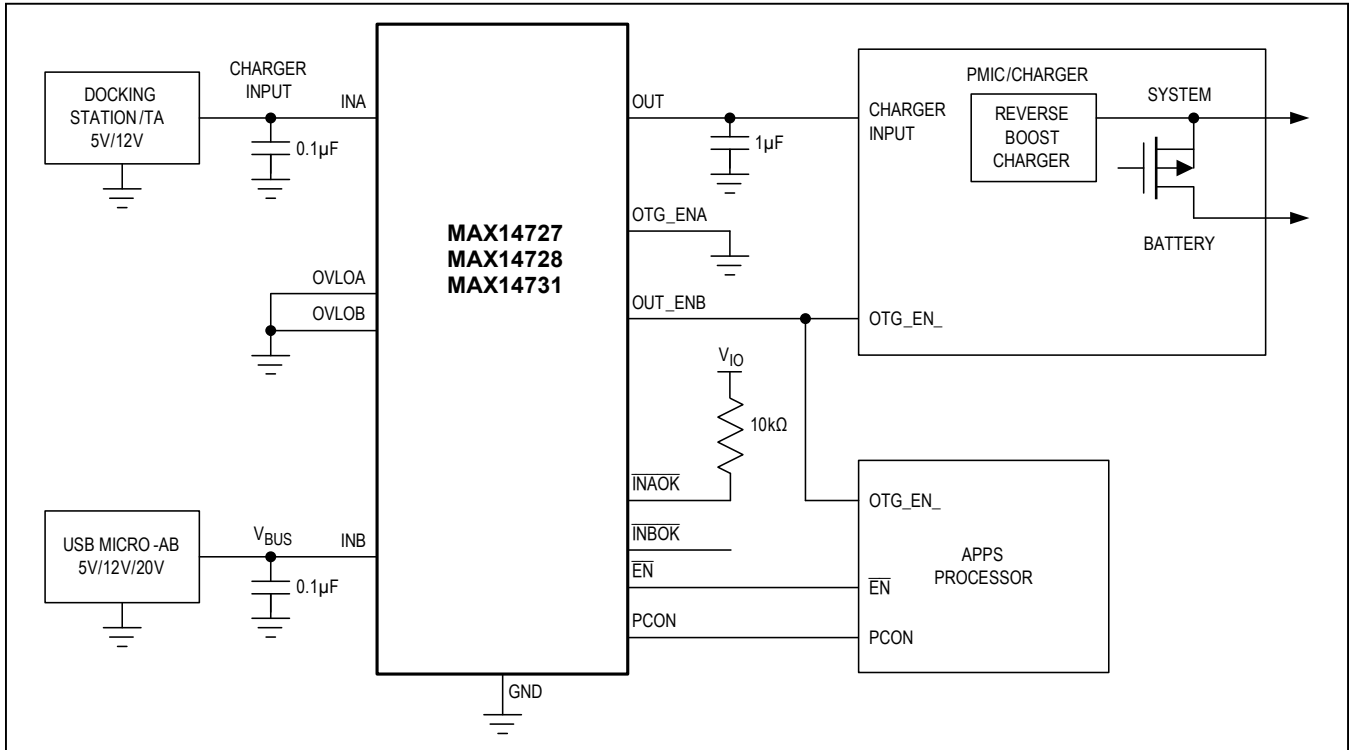 DOCKING
STATION/TA
5V/12V
CHARGER
INPUT
INA
0.1µF
OVLOA
OVLOB
USB MICRO-AB
5V/12V/20V
VBUS
INB
0.1µF
MAX14727
MAX14728
MAX14731
GND
OUT
1µF
OTG_ENA
OUT_ENB
VIO
10kΩ
INAOK
INBOK
EN
PCON
PMIC/CHARGER
CHARGER
INPUT
REVERSE
BOOST
CHARGER
SYSTEM
BATTERY
OTG_EN_
OTG_EN_
APPS
PROCESSOR
EN
PCON